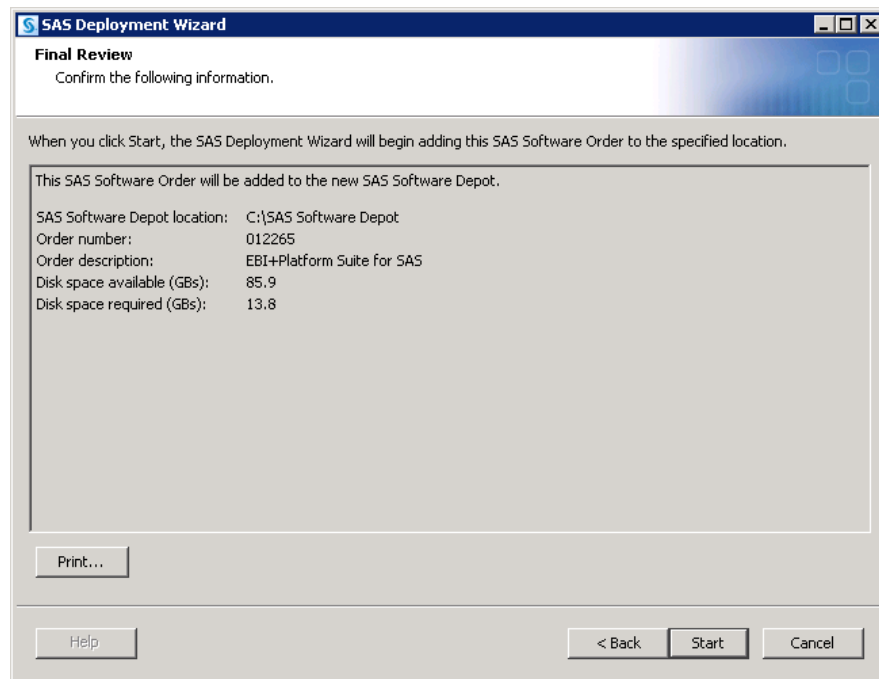 SAS Deployment Wizard
Final Review
Confirm the following information.
When you click Start, the SAS Deployment Wizard will begin adding this SAS Software Order to the specified location.
This SAS Software Order will be added to the new SAS Software Depot.
SAS Software Depot location: C:\SAS Software Depot
Order number: 012265
Order description: EBI+Platform Suite for SAS
Disk space available (GBs): 85.9
Disk space required (GBs): 13.8
Print...
Help < Back Start Cancel